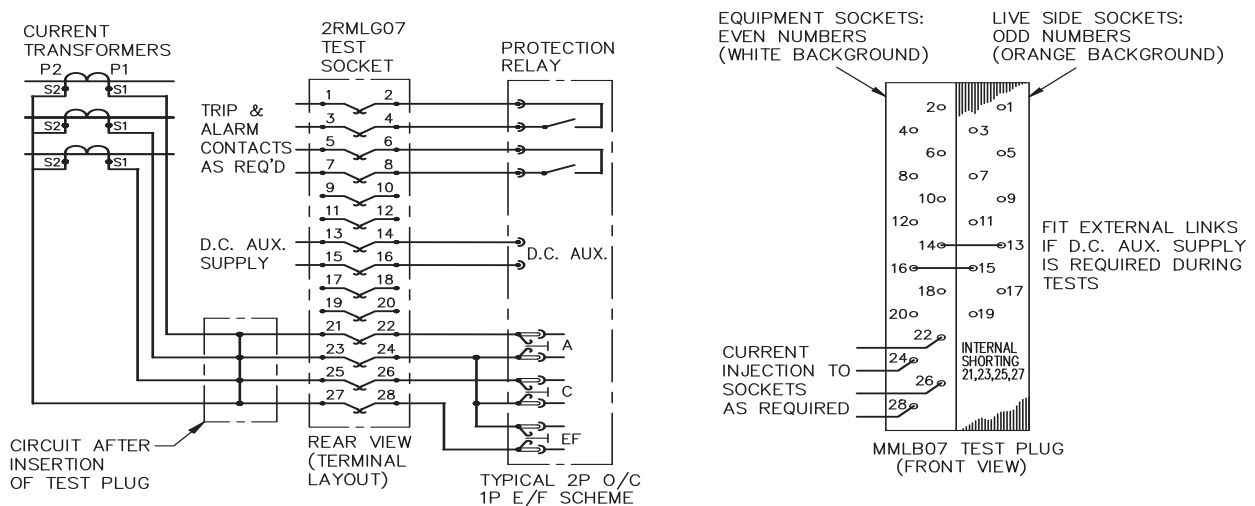 CURRENT
TRANSFORMERS
P2 P1
S2 S1
S2 S1
S2 S1
TRIP &
ALARM
CONTACTS
AS REQ'D
D.C. AUX.
SUPPLY
2RMLG07
TEST
SOCKET
1 2
3 4
5 6
7 8
9 10
11 12
13 14
15 16
17 18
19 20
21 22
23 24
25 26
27 28
REAR VIEW
(TERMINAL
LAYOUT)
CIRCUIT AFTER
INSERTION
OF TEST PLUG
PROTECTION
RELAY
D.C. AUX.
A
C
EF
TYPICAL 2P O/C
1P E/F SCHEME
EQUIPMENT SOCKETS:
EVEN NUMBERS
(WHITE BACKGROUND)
LIVE SIDE SOCKETS:
ODD NUMBERS
(ORANGE BACKGROUND)
2 1
4 3
6 5
8 7
10 9
12 11
14 13
16 15
18 17
20 19
22
24
26
28
INTERNAL
SHORTING
21,23,25,27
FIT EXTERNAL LINKS
IF D.C. AUX. SUPPLY
IS REQUIRED DURING
TESTS
CURRENT
INJECTION TO
SOCKETS
AS REQUIRED
MMLB07 TEST PLUG
(FRONT VIEW)